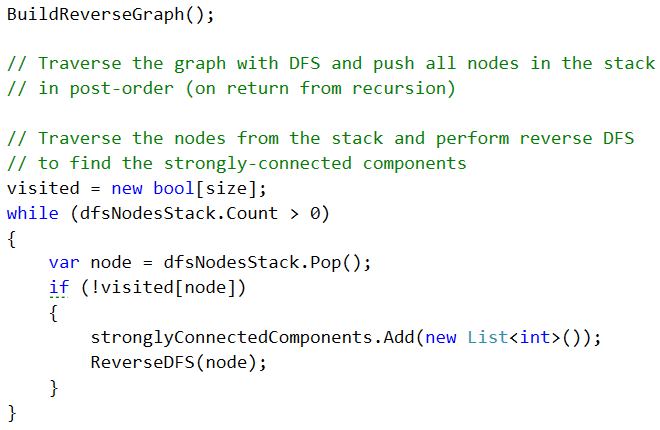 BuildReverseGraph();
// Traverse the graph with DFS and push all nodes in the stack
// in post-order (on return from recursion)
// Traverse the nodes from the stack and perform reverse DFS
// to find the strongly-connected components
visited = new bool[size];
while (dfsNodesStack.Count > 0)
{
    var node = dfsNodesStack.Pop();
    if (!visited[node])
    {
        stronglyConnectedComponents.Add(new List<int>());
        ReverseDFS(node);
    }
}